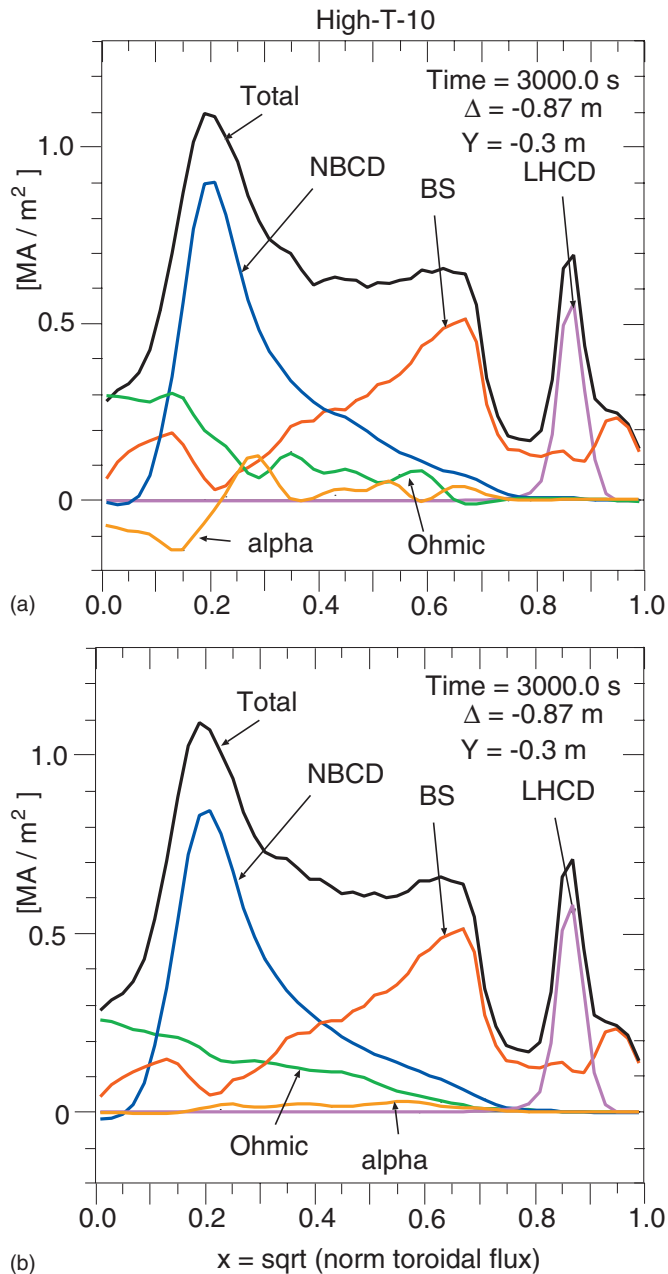 High-T-10
Time = 3000.0 s
Δ = -0.87 m
Y = -0.3 m
Total
NBCD
BS
LHCD
[MA / m²]
1.0
0.5
0
alpha
Ohmic
(a)
0.0 0.2 0.4 0.6 0.8 1.0
Time = 3000.0 s
Δ = -0.87 m
Y = -0.3 m
Total
NBCD
BS
LHCD
[MA / m²]
1.0
0.5
0
Ohmic
alpha
0.0 0.2 0.4 0.6 0.8 1.0
(b)
x = sqrt (norm toroidal flux)